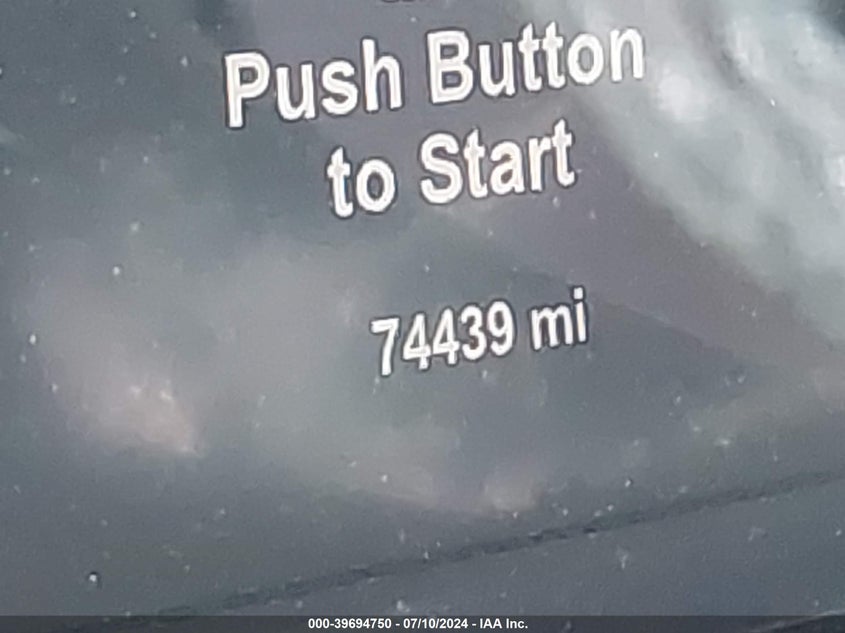 Push Button
to Start
74439 mi
000-39694750 - 07/10/2024 - IAA Inc.